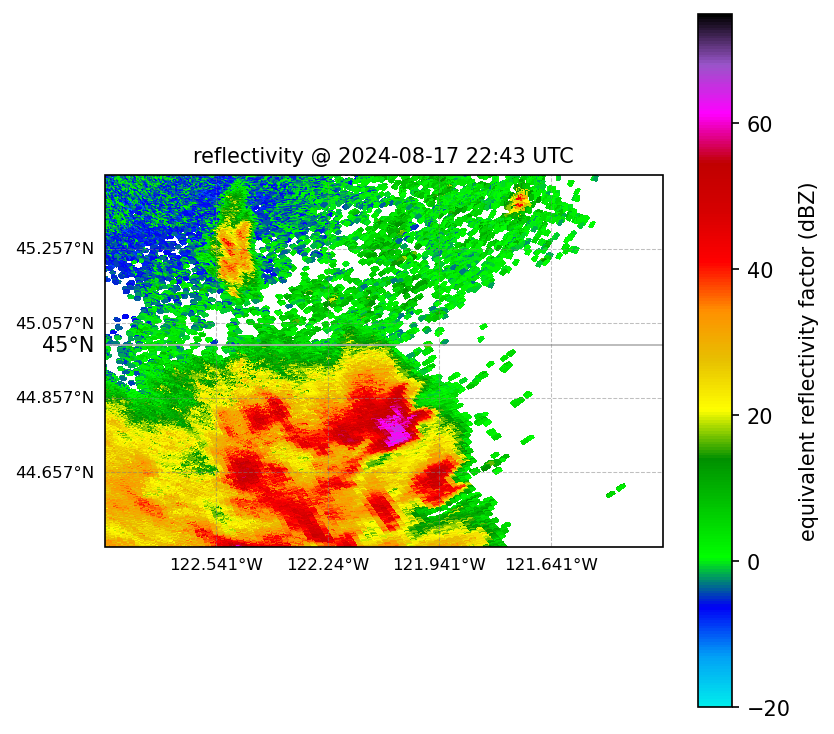 reflectivity @ 2024-08-17 22:43 UTC
45.257°N
45.057°N
45°N
44.857°N
44.657°N
122.541°W 122.24°W 121.941°W 121.641°W
60
40
20
0
−20
equivalent reflectivity factor (dBZ)